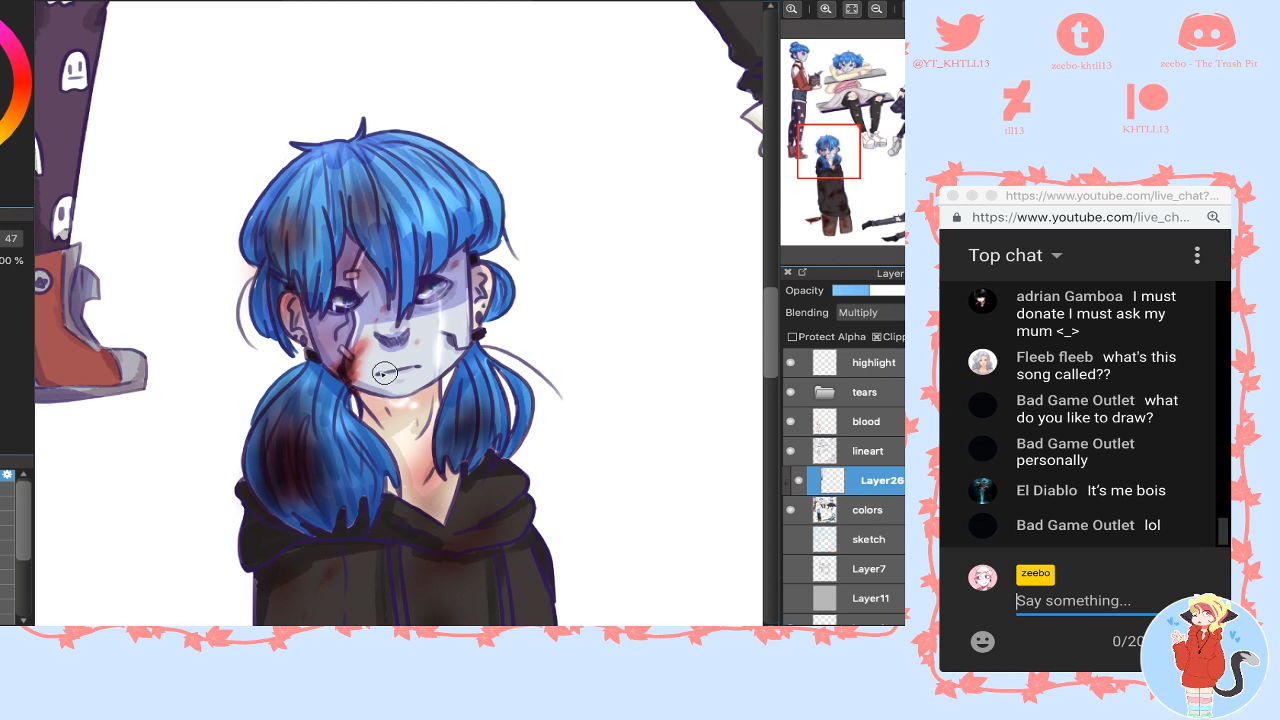 47
00 %
Layer
Opacity
Blending
Multiply
Protect Alpha
Clipp
highlight
tears
blood
lineart
Layer26
colors
sketch
Layer7
Layer11
@YT_KHTLL13
zeebo-khtll13
zeebo - The Trash Pit
tll13
KHTLL13
https://www.youtube.com/live_chat?...
https://www.youtube.com/live_ch...
Top chat
adrian Gamboa I must
donate I must ask my
mum <_>
Fleeb fleeb what's this
song called??
Bad Game Outlet what
do you like to draw?
Bad Game Outlet
personally
El Diablo It's me bois
Bad Game Outlet lol
zeebo
Say something...
0/20